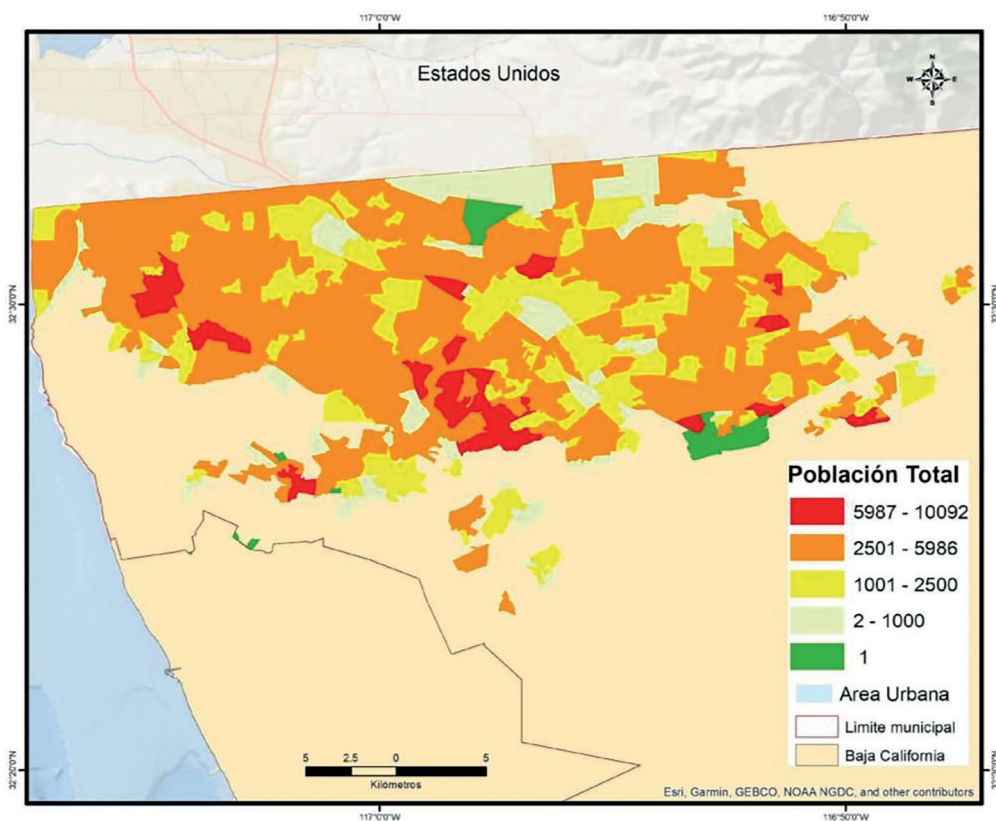 117°0'0"W
116°50'0"W
Estados Unidos
N
W E
S
32°30'0"N
Población Total
5987 - 10092
2501 - 5986
1001 - 2500
2 - 1000
1
Area Urbana
Limite municipal
Baja California
5 2.5 0 5
Kilómetros
32°20'0"N
Esri, Garmin, GEBCO, NOAA NGDC, and other contributors
117°0'0"W
116°50'0"W